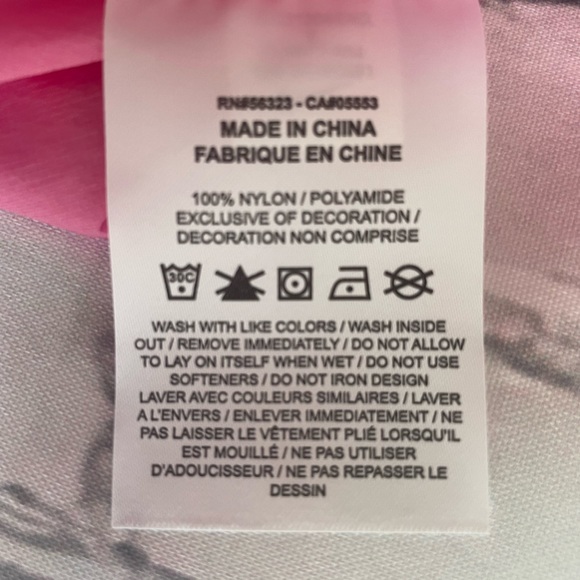 RN#56323 - CA#05553
MADE IN CHINA
FABRIQUE EN CHINE
100% NYLON / POLYAMIDE
EXCLUSIVE OF DECORATION /
DECORATION NON COMPRISE
30C
WASH WITH LIKE COLORS / WASH INSIDE
OUT / REMOVE IMMEDIATELY / DO NOT ALLOW
TO LAY ON ITSELF WHEN WET / DO NOT USE
SOFTENERS / DO NOT IRON DESIGN
LAVER AVEC COULEURS SIMILAIRES / LAVER
A L'ENVERS / ENLEVER IMMEDIATEMENT / NE
PAS LAISSER LE VÊTEMENT PLIÉ LORSQU'IL
EST MOUILLÉ / NE PAS UTILISER
D'ADOUCISSEUR / NE PAS REPASSER LE
DESSIN